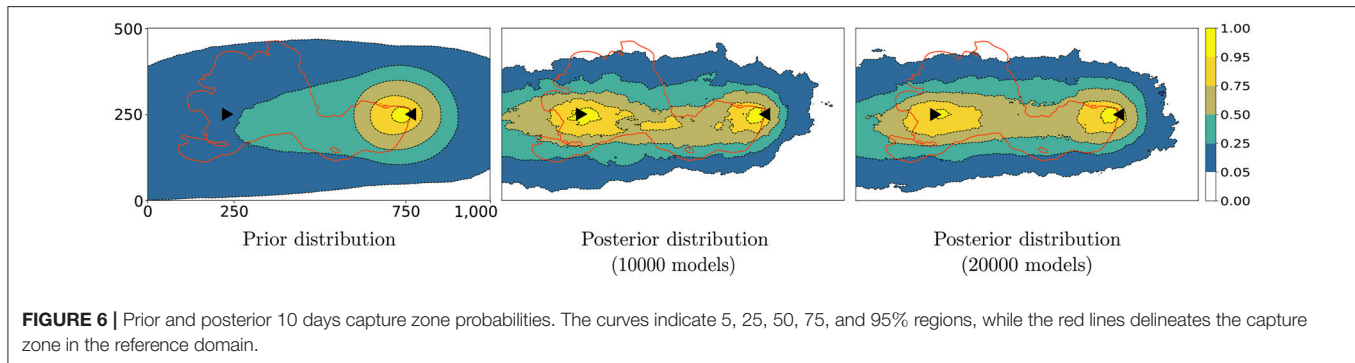 500
250
0
0
250
750
1,000
Prior distribution
Posterior distribution
(10000 models)
Posterior distribution
(20000 models)
1.00
0.95
0.75
0.50
0.25
0.05
0.00
FIGURE 6 | Prior and posterior 10 days capture zone probabilities. The curves indicate 5, 25, 50, 75, and 95% regions, while the red lines delineates the capture
zone in the reference domain.